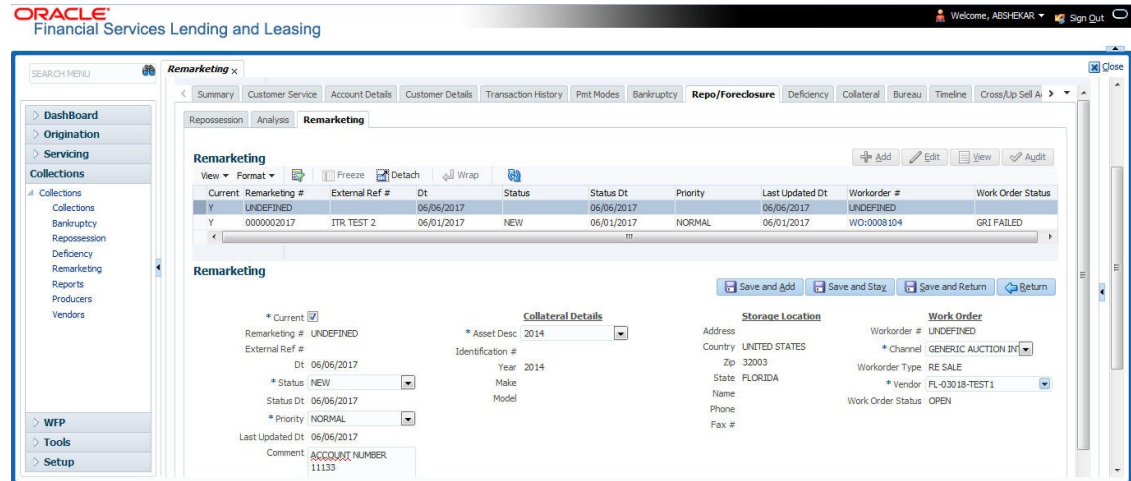 ORACLE
Financial Services Lending and Leasing
Welcome, ABSHEKAR Sign Out
SEARCH MENU
Remarketing x
Close
Summary Customer Service Account Details Customer Details Transaction History Pmt Modes Bankruptcy Repo/Foreclosure Deficiency Collateral Bureau Timeline Cross/Up Sell
DashBoard
Origination
Servicing
Collections
Collections
Collections
Bankruptcy
Repossession
Deficiency
Remarketing
Reports
Producers
Vendors
WFP
Tools
Setup
Repossession Analysis Remarketing
Remarketing
Add Edit View Audit
View Format Freeze Detach Wrap
Current Remarketing # External Ref # Dt Status Status Dt Priority Last Updated Dt Workorder # Work Order Status
Y UNDEFINED 06/06/2017 06/06/2017 06/06/2017 UNDEFINED
Y 0000002017 ITR TEST 2 06/01/2017 NEW 06/01/2017 NORMAL 06/01/2017 WO:0008104 GRI FAILED
Remarketing
Save and Add Save and Stay Save and Return Return
* Current
Remarketing # UNDEFINED
External Ref #
Dt 06/06/2017
* Status NEW
Status Dt 06/06/2017
* Priority NORMAL
Last Updated Dt 06/06/2017
Comment ACCOUNT NUMBER
11133
Collateral Details
* Asset Desc 2014
Identification #
Year 2014
Make
Model
Storage Location
Address
Country UNITED STATES
Zip 32003
State FLORIDA
Name
Phone
Fax #
Work Order
Workorder # UNDEFINED
* Channel GENERIC AUCTION INT
Workorder Type RE SALE
* Vendor FL-03018-TEST1
Work Order Status OPEN